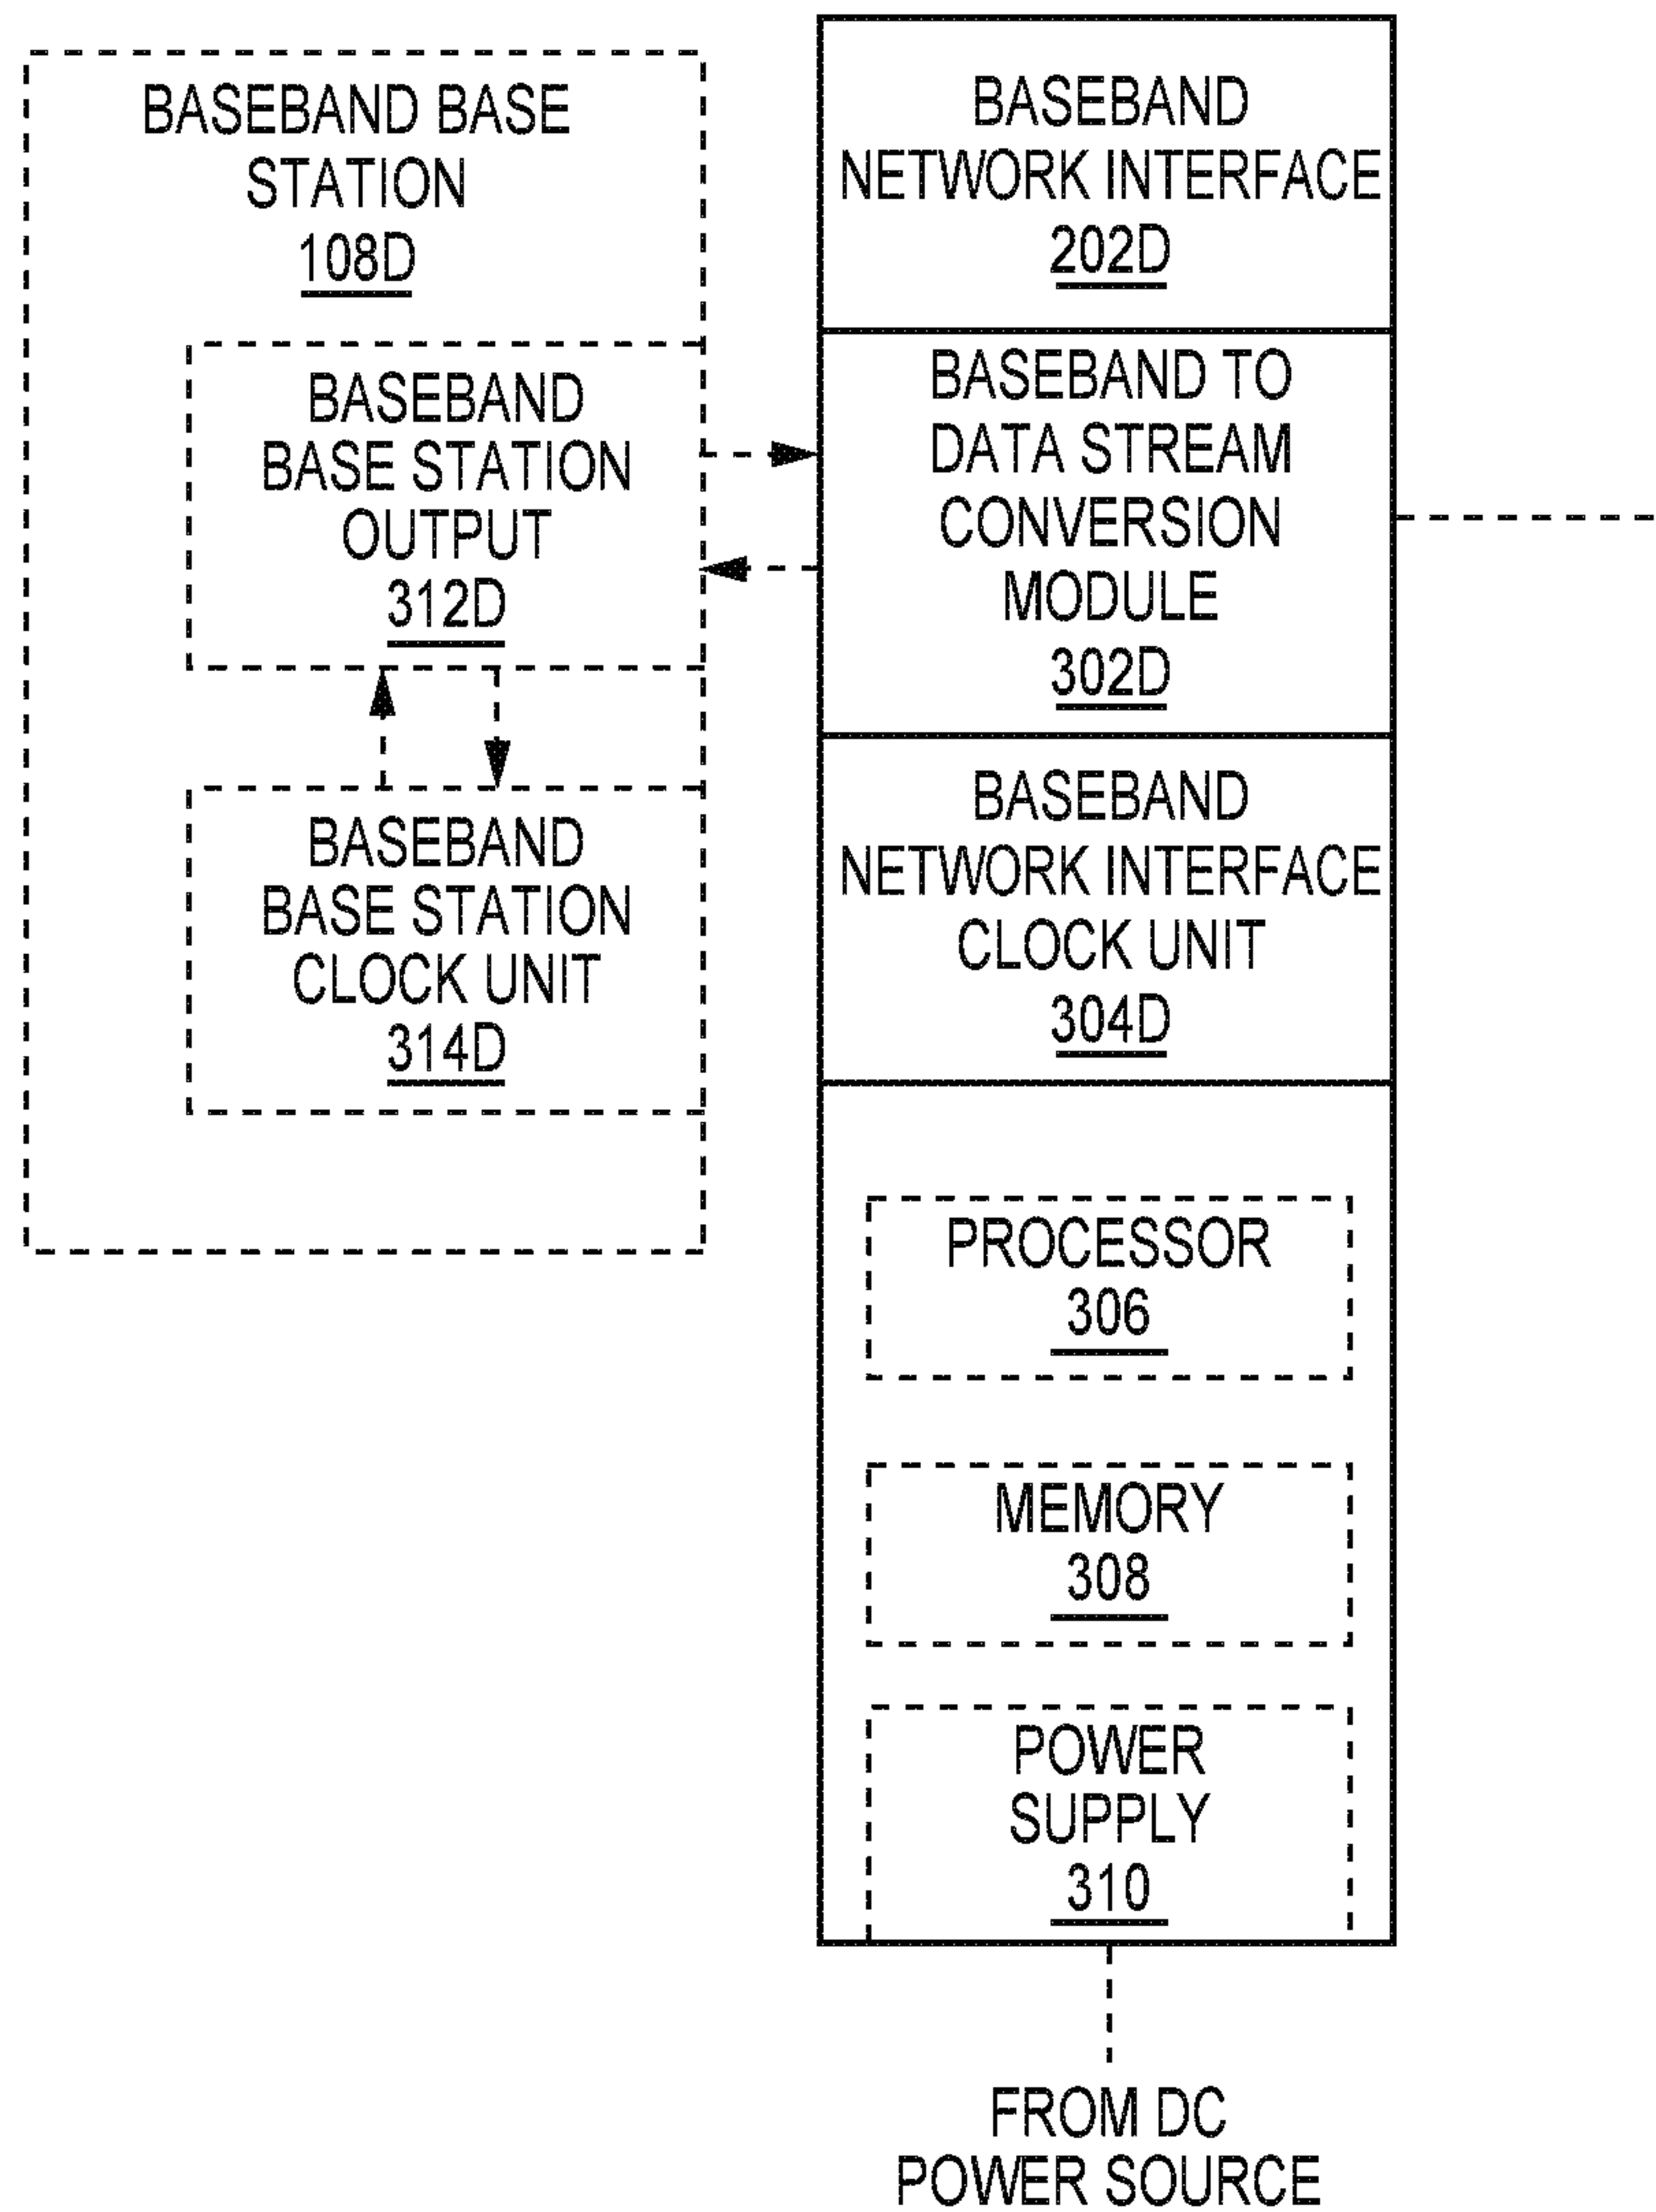 BASEBAND BASE
STATION
108D
BASEBAND
BASE STATION
OUTPUT
312D
BASEBAND
BASE STATION
CLOCK UNIT
314D
BASEBAND
NETWORK INTERFACE
202D
BASEBAND TO
DATA STREAM
CONVERSION
MODULE
302D
BASEBAND
NETWORK INTERFACE
CLOCK UNIT
304D
PROCESSOR
306
MEMORY
308
POWER
SUPPLY
310
FROM DC
POWER SOURCE